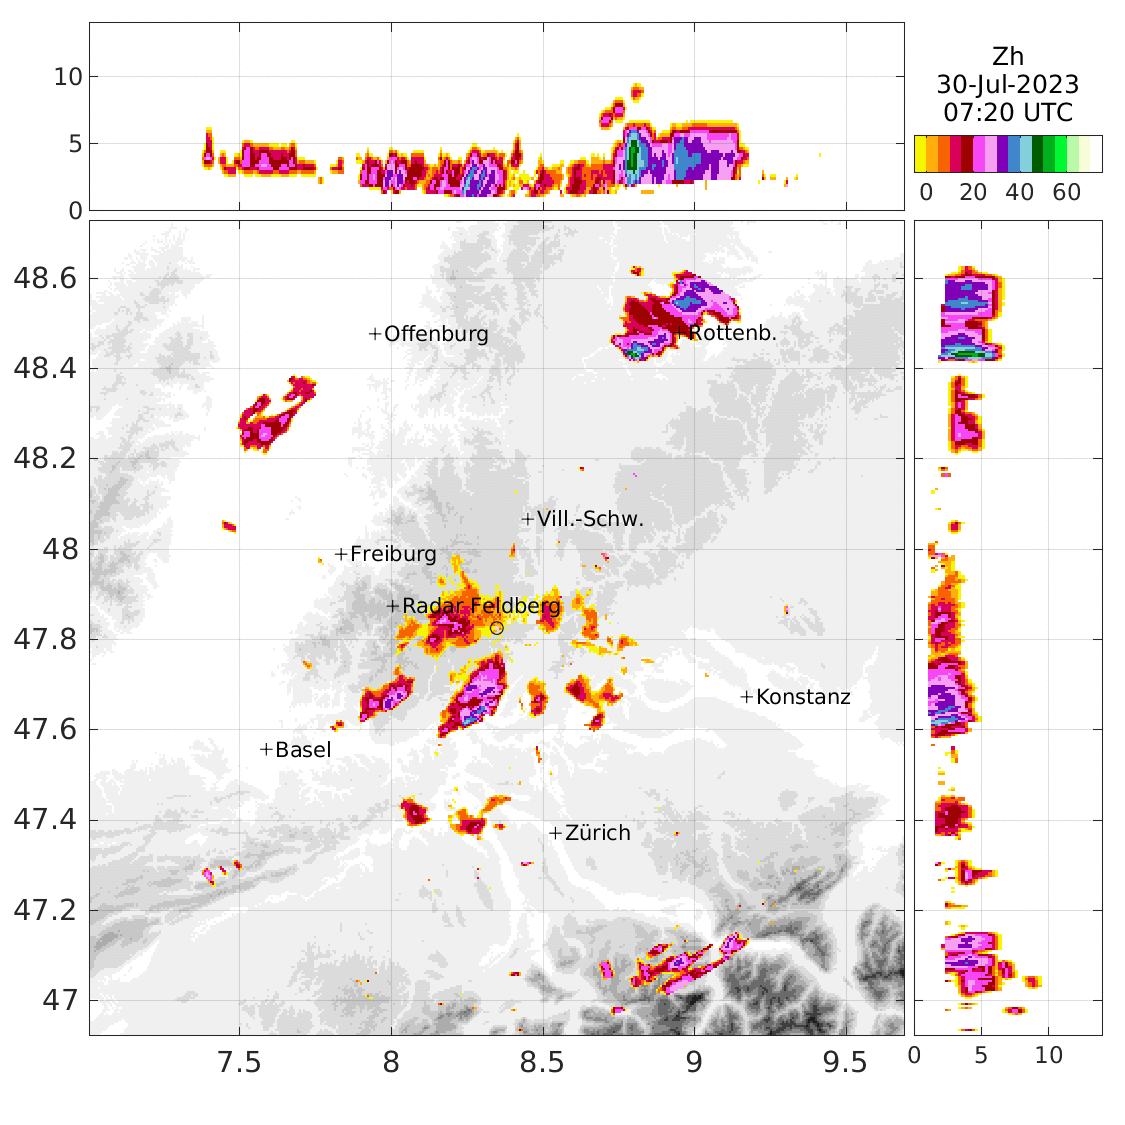 10
5
0
Zh
30-Jul-2023
07:20 UTC
0 20 40 60
48.6
48.4
48.2
48
47.8
47.6
47.4
47.2
47
+Offenburg
+Rottenb.
+Vill.-Schw.
+Freiburg
+Radar Feldberg
+Konstanz
+Basel
+Zürich
7.5 8 8.5 9 9.5
0 5 10